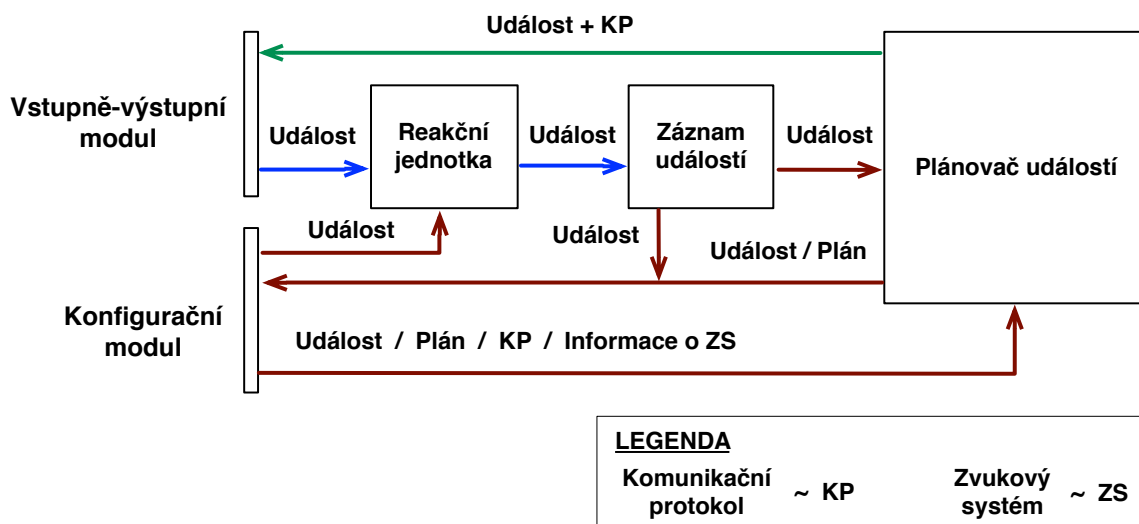 Událost + KP
Vstupně-výstupní
modul
Událost
Reakční
jednotka
Událost
Záznam
událostí
Událost
Plánovač událostí
Událost
Událost
Událost / Plán
Konfigurační
modul
Událost / Plán / KP / Informace o ZS
LEGENDA
Komunikační
protokol
~ KP
Zvukový
systém
~ ZS